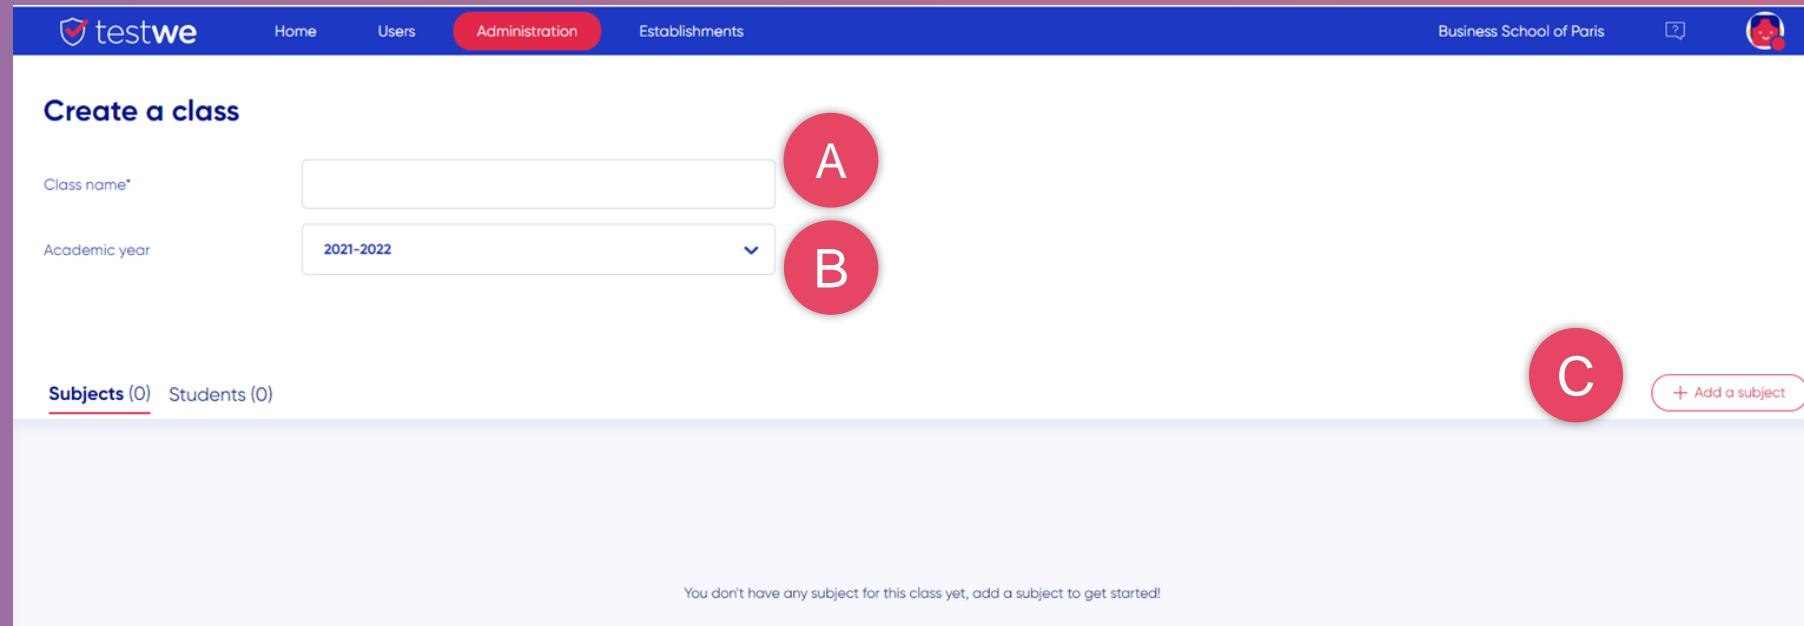 testwe Home Users Administration Establishments Business School of Paris ?
Create a class
A
Class name*
Academic year 2021-2022
B
C
Subjects (0) Students (0) + Add a subject
You don't have any subject for this class yet, add a subject to get started!